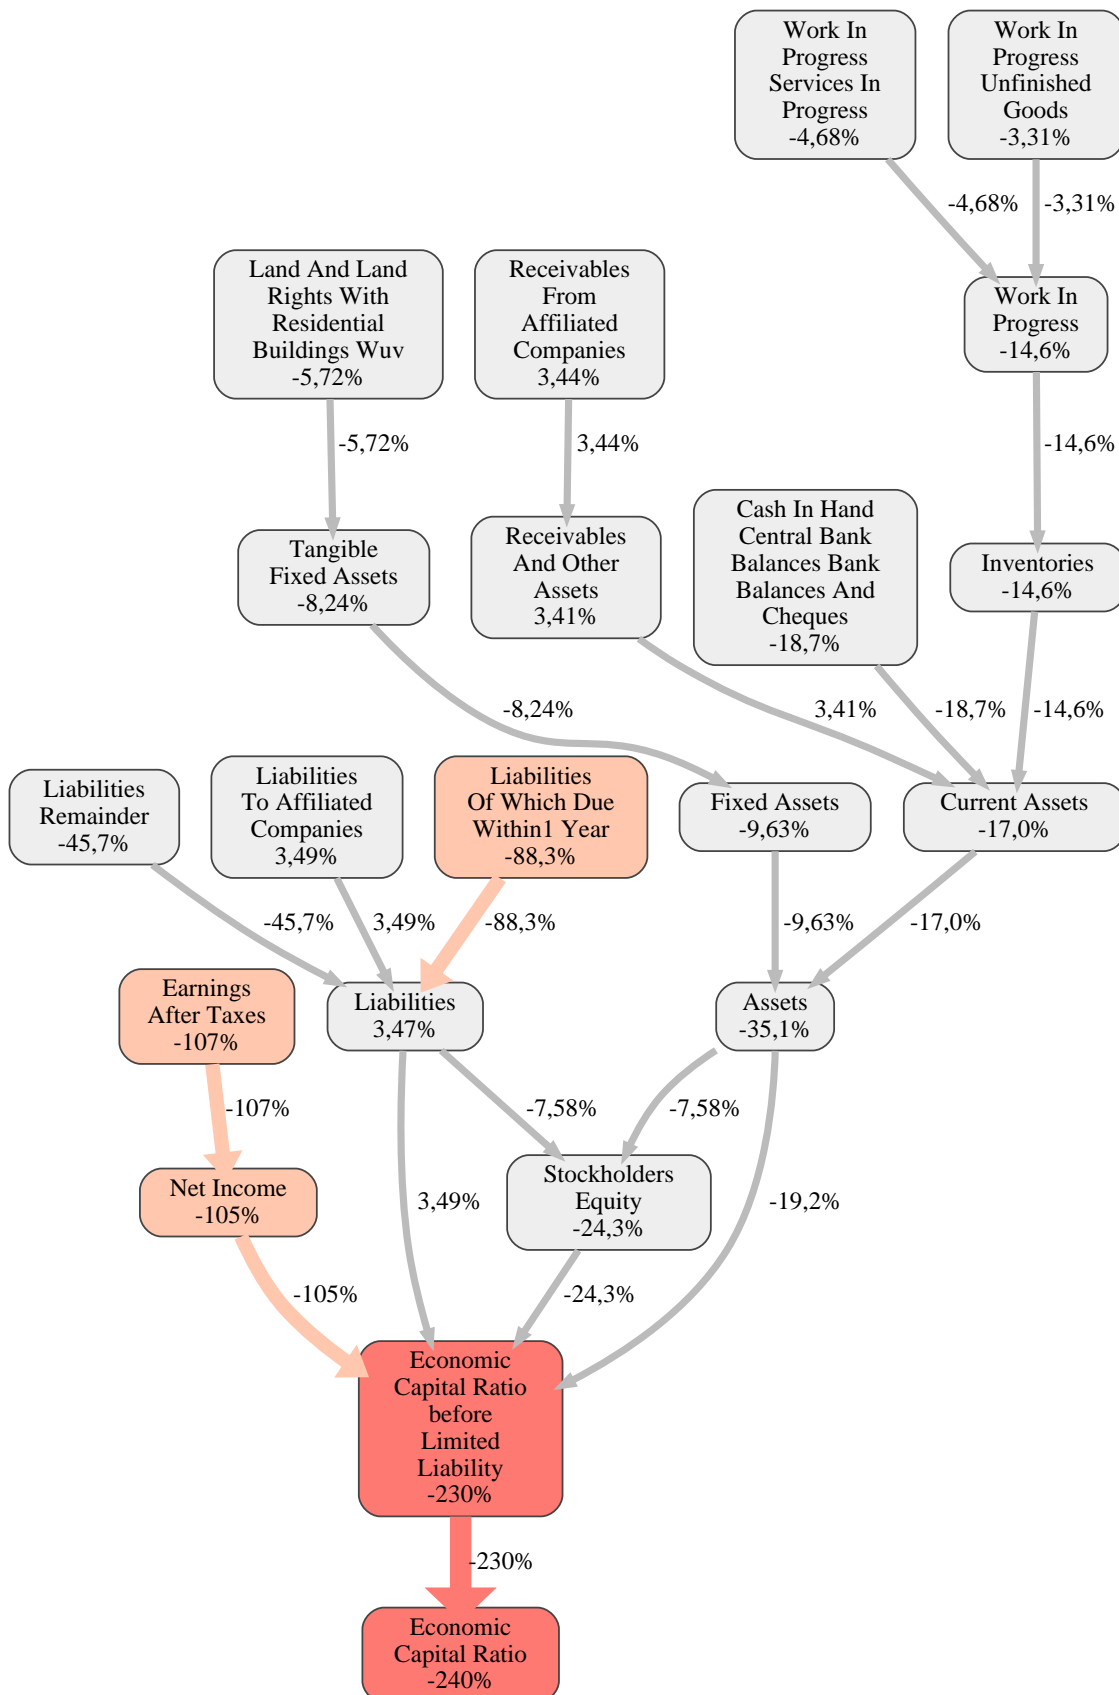 Work In
Progress
Services In
Progress
-4,68%
Work In
Progress
Unfinished
Goods
-3,31%
-4,68%
-3,31%
Land And Land
Rights With
Residential
Buildings Wuv
-5,72%
Receivables
From
Affiliated
Companies
3,44%
Work In
Progress
-14,6%
-5,72%
3,44%
-14,6%
Tangible
Fixed Assets
-8,24%
Receivables
And Other
Assets
3,41%
Cash In Hand
Central Bank
Balances Bank
Balances And
Cheques
-18,7%
Inventories
-14,6%
-8,24%
3,41%
-18,7%
-14,6%
Liabilities
Remainder
-45,7%
Liabilities
To Affiliated
Companies
3,49%
Liabilities
Of Which Due
Within1 Year
-88,3%
Fixed Assets
-9,63%
Current Assets
-17,0%
-45,7%
3,49%
-88,3%
-9,63%
-17,0%
Earnings
After Taxes
-107%
Liabilities
3,47%
Assets
-35,1%
-107%
-7,58%
-7,58%
Net Income
-105%
3,49%
Stockholders
Equity
-24,3%
-19,2%
-105%
-24,3%
Economic
Capital Ratio
before
Limited
Liability
-230%
-230%
Economic
Capital Ratio
-240%